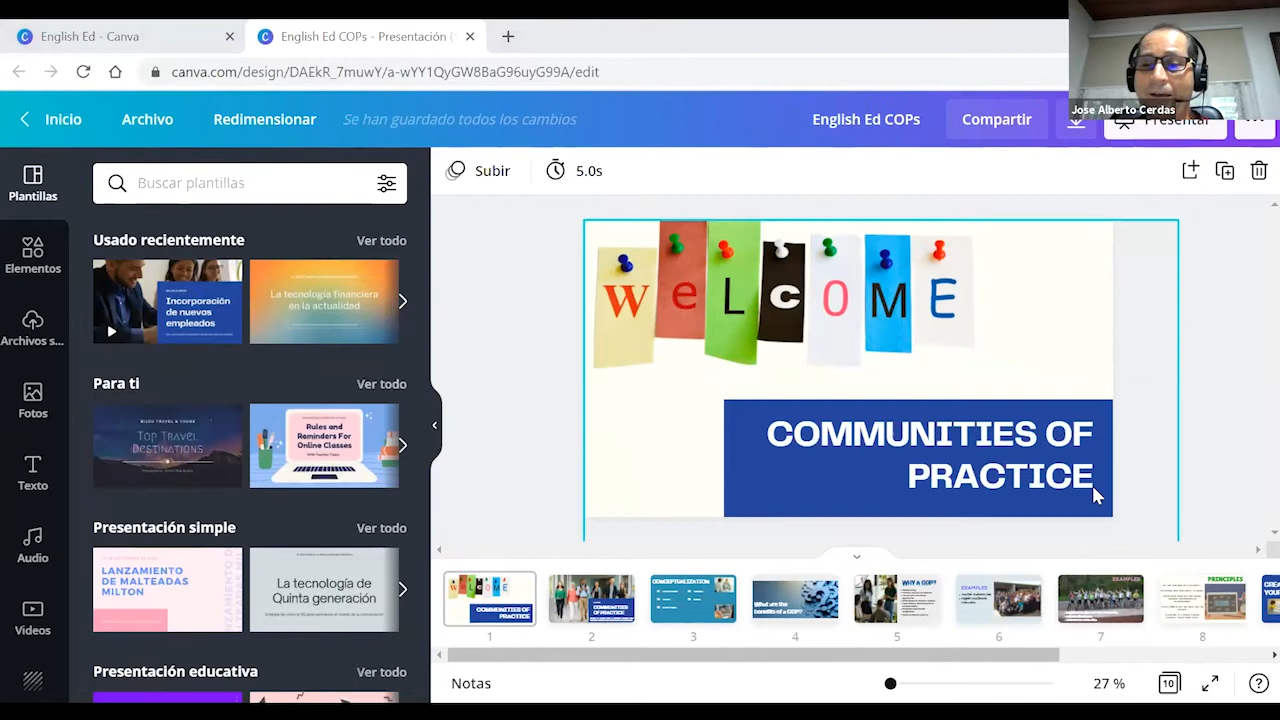 English Ed - Canva
English Ed COPs - Presentación (
canva.com/design/DAEkR_7muwY/a-wYY1QyGW8BaG96uyG99A/edit
Jose Alberto Cerdas
Inicio
Archivo
Redimensionar
Se han guardado todos los cambios
English Ed COPs
Compartir
Presentar
Plantillas
Elementos
Archivos s...
Fotos
Texto
Audio
Videos
Buscar plantillas
Usado recientemente
Ver todo
Incorporación
de nuevos
empleados
La tecnología financiera
en la actualidad
Para ti
Ver todo
TOP TRAVEL
DESTINATIONS
Rules and
Reminders For
Online Classes
Presentación simple
Ver todo
LANZAMIENTO
DE MALTEADAS
MILTON
La tecnología de
Quinta generación
Presentación educativa
Ver todo
Subir
5.0s
WeLcOME
COMMUNITIES OF
PRACTICE
COMMUNITIES OF
PRACTICE
1
COMMUNITIES
OF PRACTICE
2
CONCEPTUALIZATION
3
What are the
benefits of a COP?
4
WHY A COP?
5
EXAMPLES
6
EXAMPLES
7
PRINCIPLES
8
Notas
27 %
10